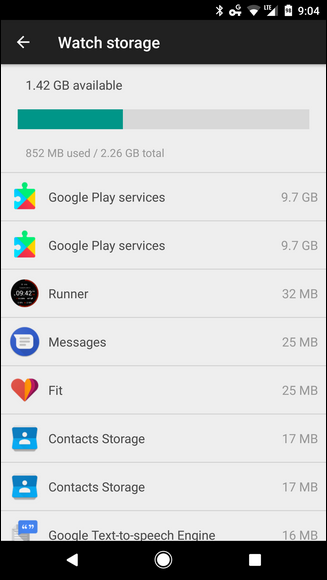 LTE 9:04
Watch storage
1.42 GB available
852 MB used / 2.26 GB total
Google Play services 9.7 GB
Google Play services 9.7 GB
09:42 Runner 32 MB
Messages 25 MB
Fit 25 MB
Contacts Storage 17 MB
Contacts Storage 17 MB
Google Text-to-speech Engine 16 MB